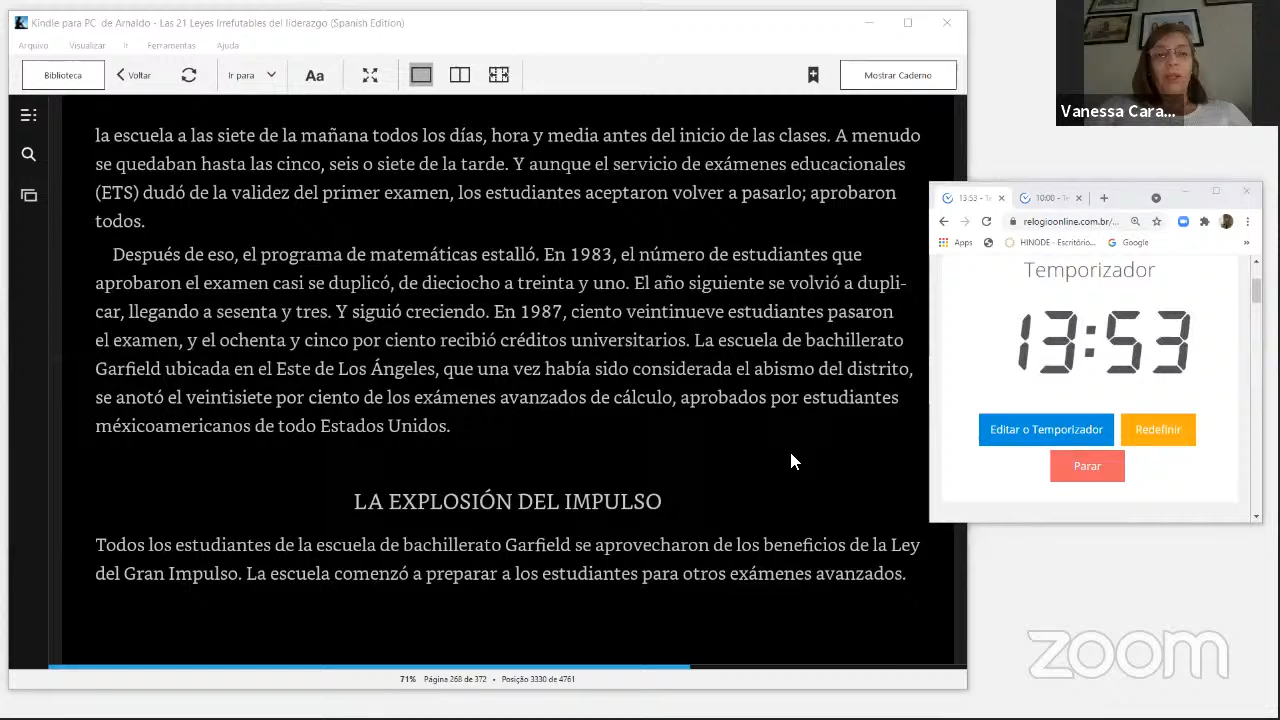 Kindle para PC de Arnaldo - Las 21 Leyes Irrefutables del liderazgo (Spanish Edition)
Arquivo Visualizar Ir Ferramentas Ajuda
Biblioteca Voltar Ir para Aa Mostrar Caderno
la escuela a las siete de la mañana todos los días, hora y media antes del inicio de las clases. A menudo
se quedaban hasta las cinco, seis o siete de la tarde. Y aunque el servicio de exámenes educacionales
(ETS) dudó de la validez del primer examen, los estudiantes aceptaron volver a pasarlo; aprobaron
todos.
Después de eso, el programa de matemáticas estalló. En 1983, el número de estudiantes que
aprobaron el examen casi se duplicó, de dieciocho a treinta y uno. El año siguiente se volvió a dupli-
car, llegando a sesenta y tres. Y siguió creciendo. En 1987, ciento veintinueve estudiantes pasaron
el examen, y el ochenta y cinco por ciento recibió créditos universitarios. La escuela de bachillerato
Garfield ubicada en el Este de Los Ángeles, que una vez había sido considerada el abismo del distrito,
se anotó el veintisiete por ciento de los exámenes avanzados de cálculo, aprobados por estudiantes
méxicoamericanos de todo Estados Unidos.
LA EXPLOSIÓN DEL IMPULSO
Todos los estudiantes de la escuela de bachillerato Garfield se aprovecharon de los beneficios de la Ley
del Gran Impulso. La escuela comenzó a preparar a los estudiantes para otros exámenes avanzados.
71% Página 268 de 372 • Posição 3330 de 4761
Vanessa Cara...
13:53 - Te 10:00 - Te
relogioonline.com.br/...
Apps HINODE - Escritório... Google »
Temporizador
13:53
Editar o Temporizador Redefinir
Parar
zoom